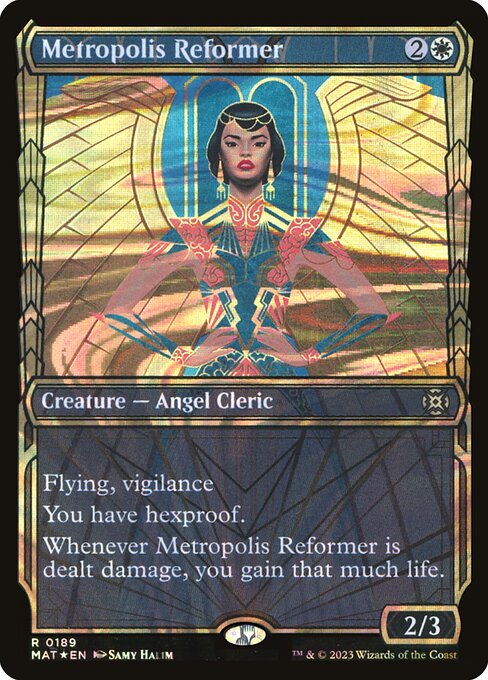 Metropolis Reformer 2
Creature — Angel Cleric
Flying, vigilance
You have hexproof.
Whenever Metropolis Reformer is
dealt damage, you gain that much life.
2/3
R 0189
MAT★EN Samy Halim
™ & © 2023 Wizards of the Coast